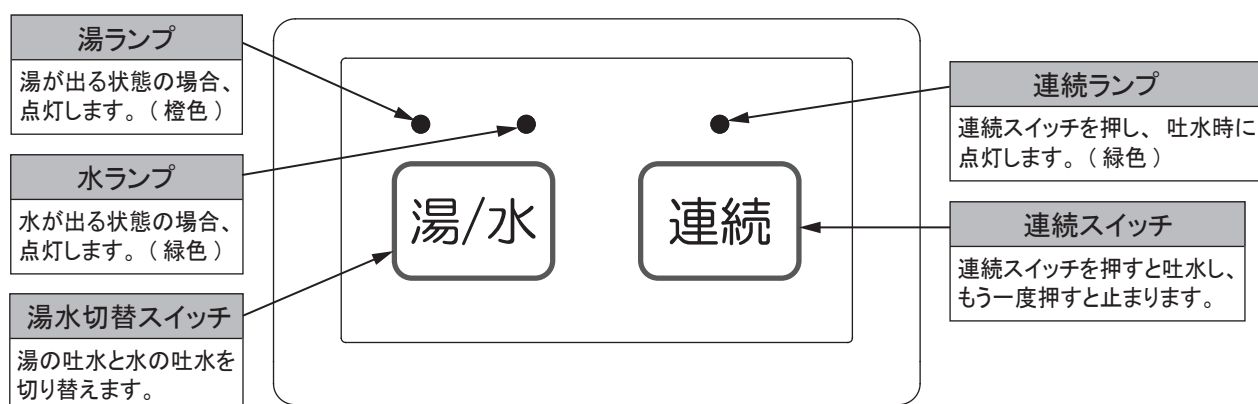 湯ランプ
湯が出る状態の場合、
点灯します。（橙色）
水ランプ
水が出る状態の場合、
点灯します。（緑色）
湯水切替スイッチ
湯の吐水と水の吐水を
切り替えます。
湯/水
連続
連続ランプ
連続スイッチを押し、吐水時に
点灯します。（緑色）
連続スイッチ
連続スイッチを押すと吐水し、
もう一度押すと止まります。